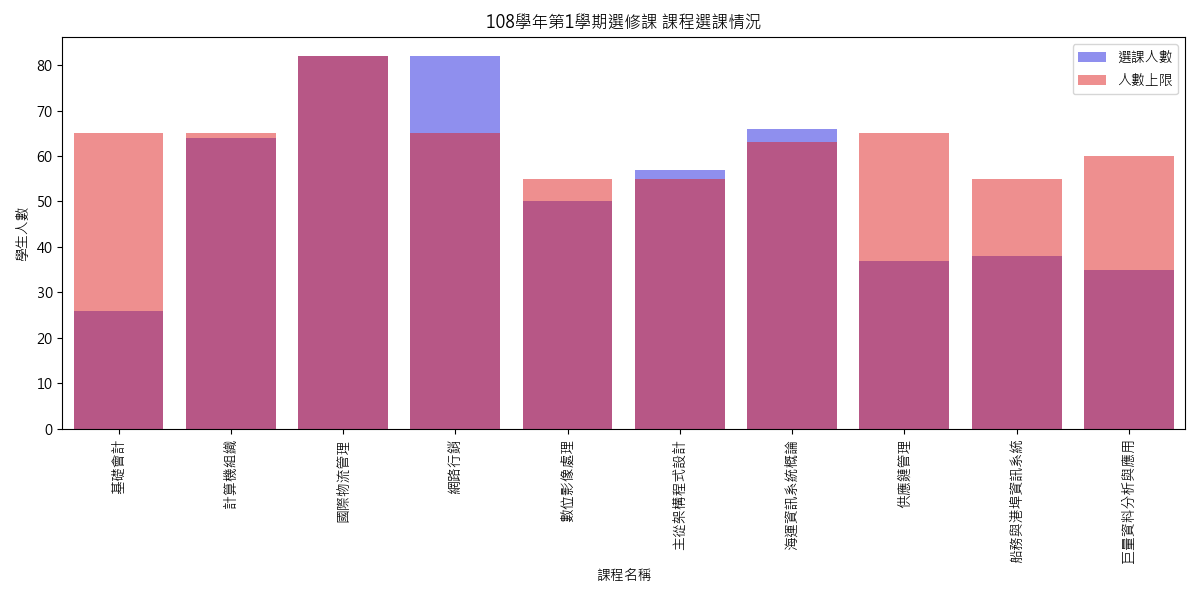 108學年第1學期選修課 課程選課情況
選課人數
人數上限
學生人數
80
70
60
50
40
30
20
10
0
基礎會計
計算機組織
國際物流管理
網路行銷
數位影像處理
主從架構程式設計
海運資訊系統概論
供應鏈管理
船務與港埠資訊系統
巨量資料分析與應用
課程名稱